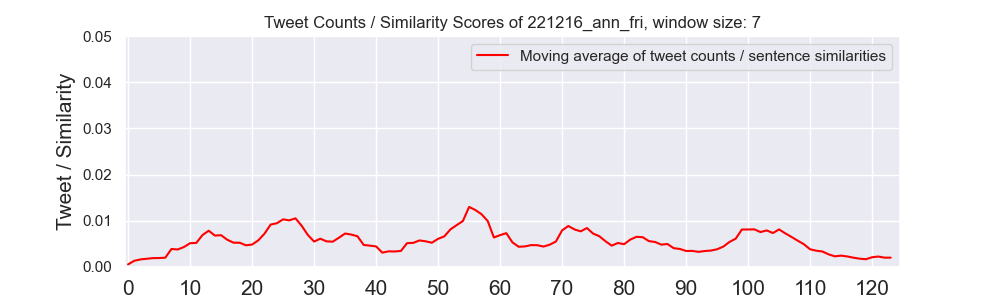 Tweet Counts / Similarity Scores of 221216_ann_fri, window size: 7
Moving average of tweet counts / sentence similarities
Tweet / Similarity
0.05
0.04
0.03
0.02
0.01
0.00
0 10 20 30 40 50 60 70 80 90 100 110 120